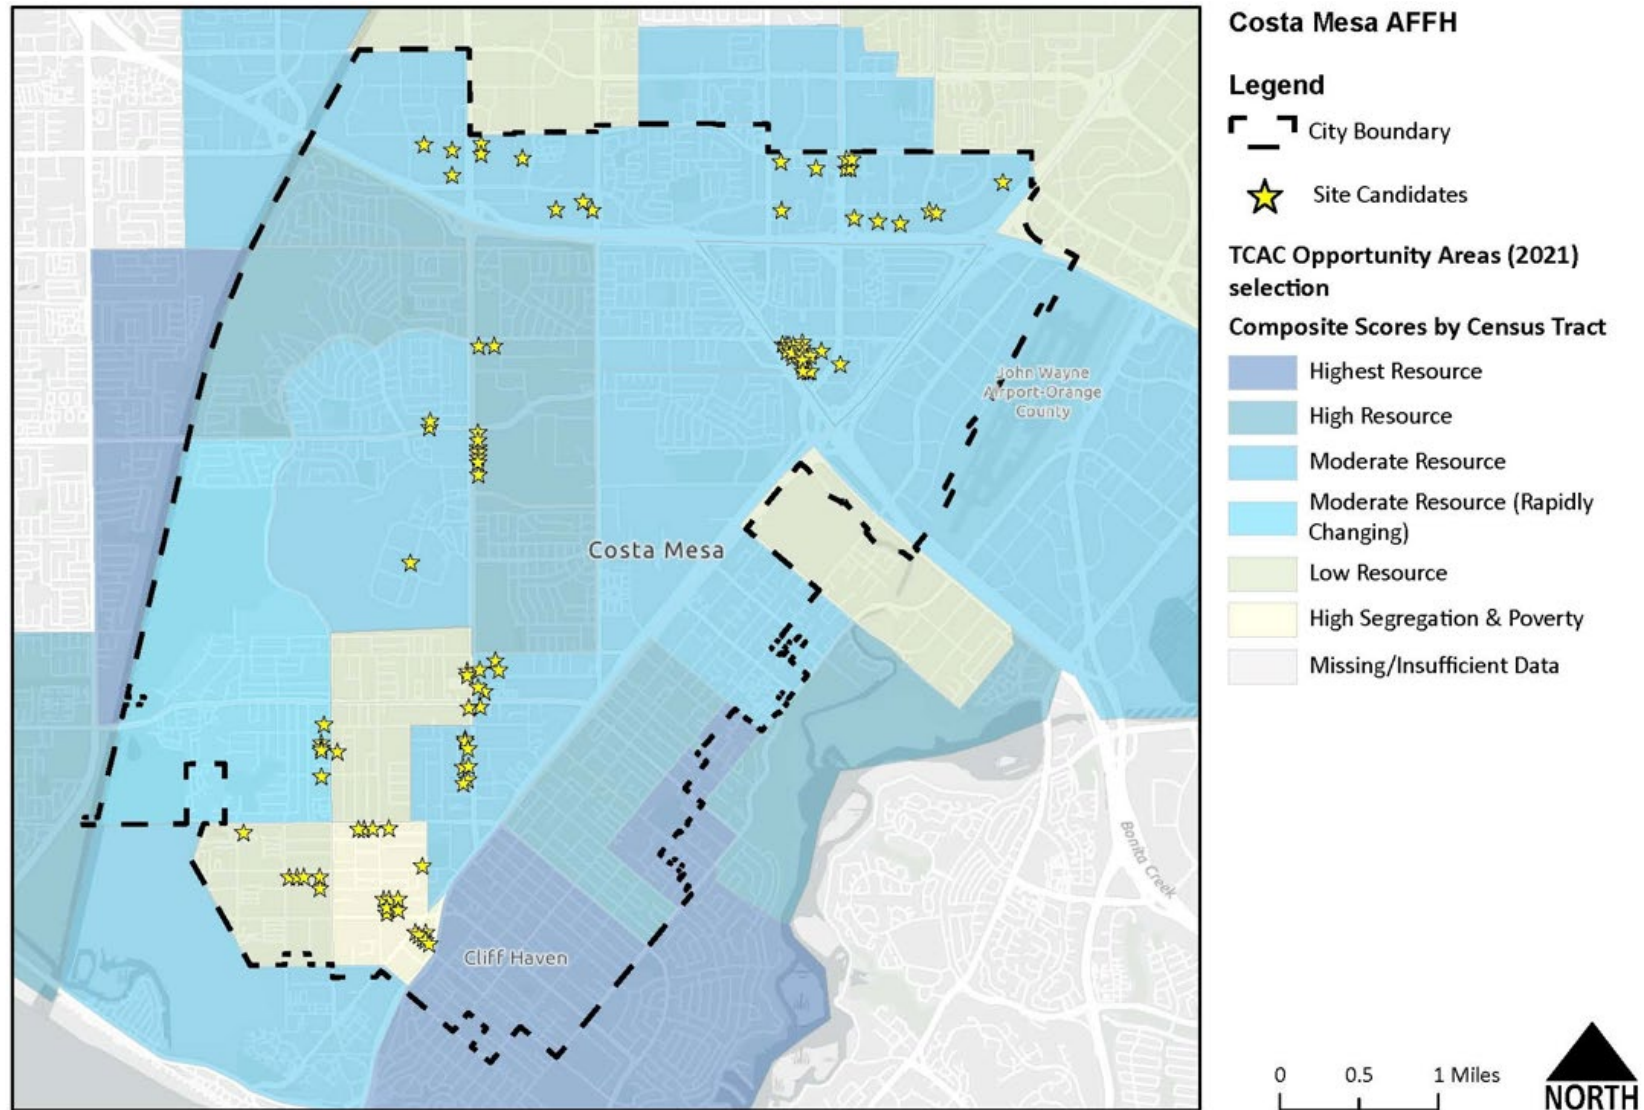 Costa Mesa AFFH
Legend
City Boundary
Site Candidates
TCAC Opportunity Areas (2021)
selection
Composite Scores by Census Tract
Highest Resource
High Resource
Moderate Resource
Moderate Resource (Rapidly
Changing)
Low Resource
High Segregation & Poverty
Missing/Insufficient Data
John Wayne
Airport-Orange
County
Costa Mesa
Cliff Haven
Bonita Creek
0 0.5 1 Miles
NORTH